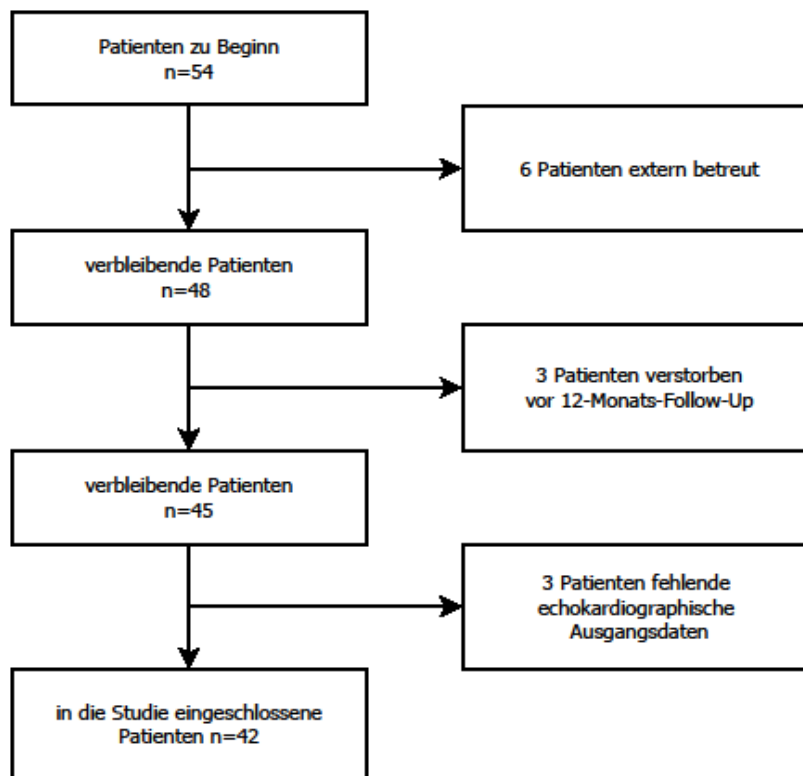 Patienten zu Beginn
n=54
6 Patienten extern betreut
verbleibende Patienten
n=48
3 Patienten verstorben
vor 12-Monats-Follow-Up
verbleibende Patienten
n=45
3 Patienten fehlende
echokardiographische
Ausgangsdaten
in die Studie eingeschlossene
Patienten n=42